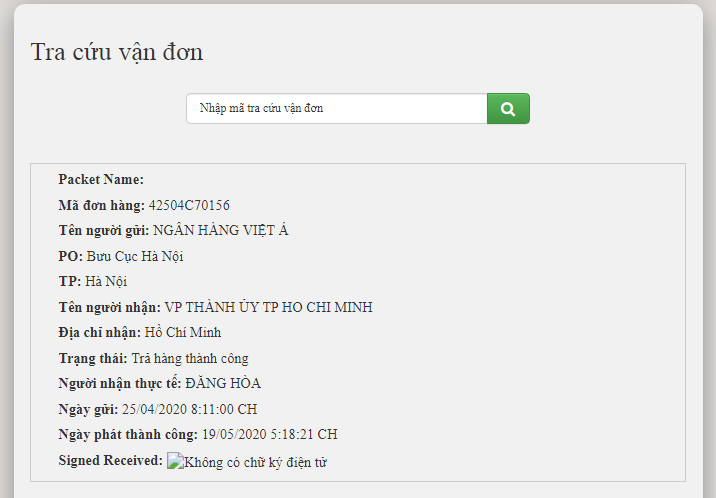 Tra cứu vận đơn
Nhập mã tra cứu vận đơn
Packet Name:
Mã đơn hàng: 42504C70156
Tên người gửi: NGÂN HÀNG VIỆT Á
PO: Bưu Cục Hà Nội
TP: Hà Nội
Tên người nhận: VP THÀNH ỦY TP HO CHI MINH
Địa chỉ nhận: Hồ Chí Minh
Trạng thái: Trả hàng thành công
Người nhận thực tế: ĐĂNG HÒA
Ngày gửi: 25/04/2020 8:11:00 CH
Ngày phát thành công: 19/05/2020 5:18:21 CH
Signed Received: Không có chữ ký điện tử